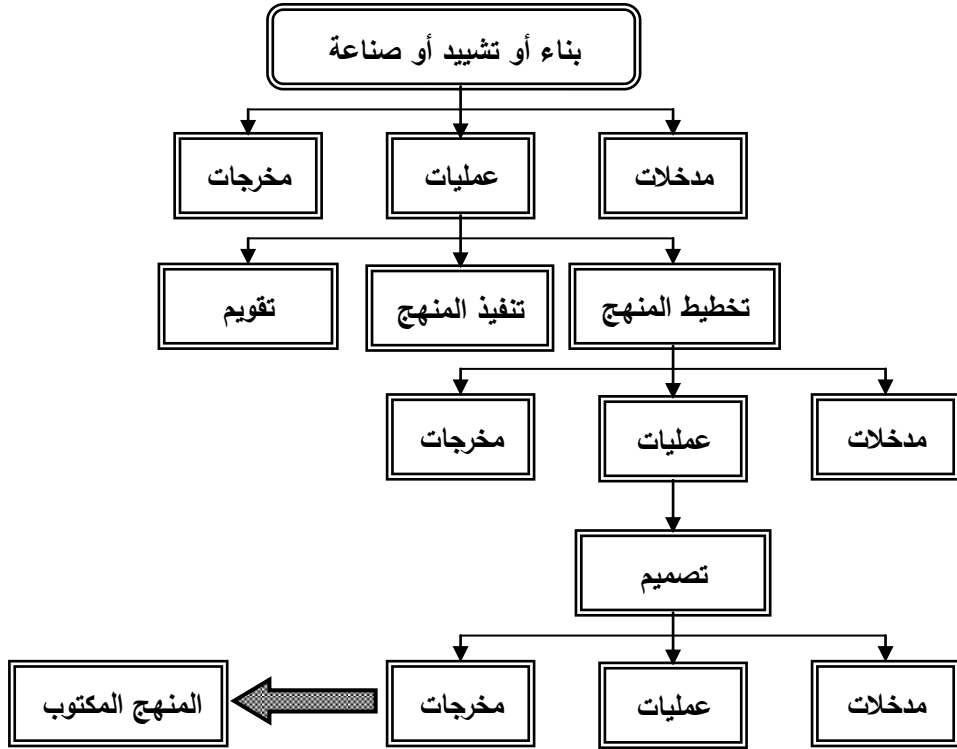 بناء أو تشييد أو صناعة
مدخلات
عمليات
مخرجات
تخطيط المنهج
تنفيذ المنهج
تقويم
مدخلات
عمليات
مخرجات
تصميم
مدخلات
عمليات
مخرجات
المنهج المكتوب